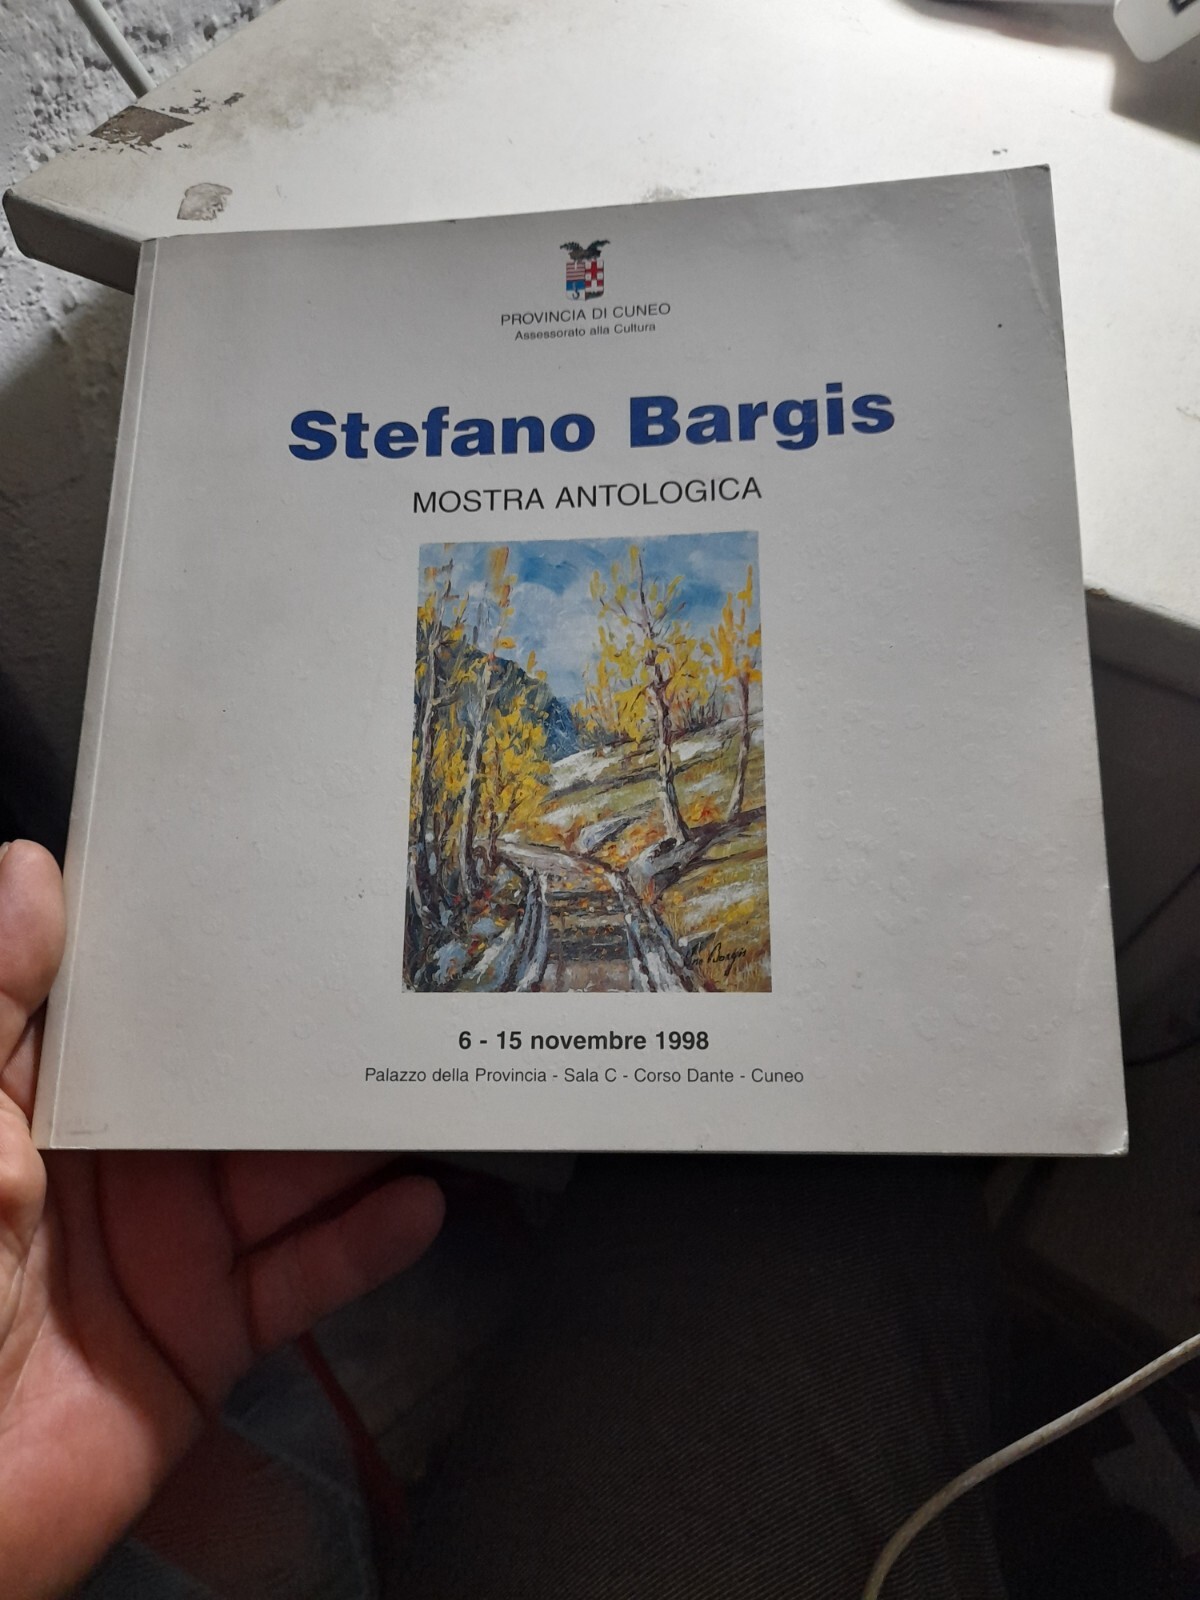 PROVINCIA DI CUNEO
Assessorato alla Cultura
Stefano Bargis
MOSTRA ANTOLOGICA
Bargis
6 - 15 novembre 1998
Palazzo della Provincia - Sala C - Corso Dante - Cuneo